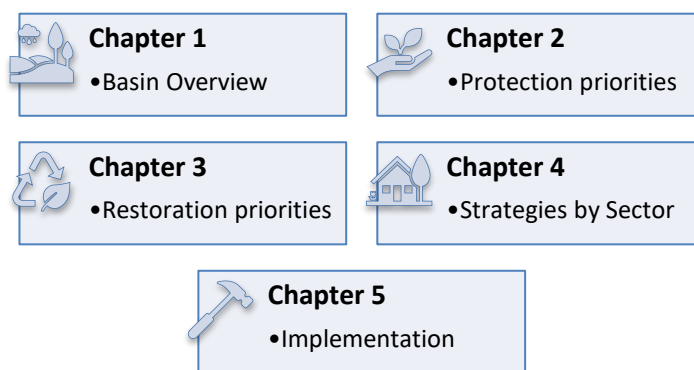 Chapter 1
•Basin Overview
Chapter 2
•Protection priorities
Chapter 3
•Restoration priorities
Chapter 4
•Strategies by Sector
Chapter 5
•Implementation